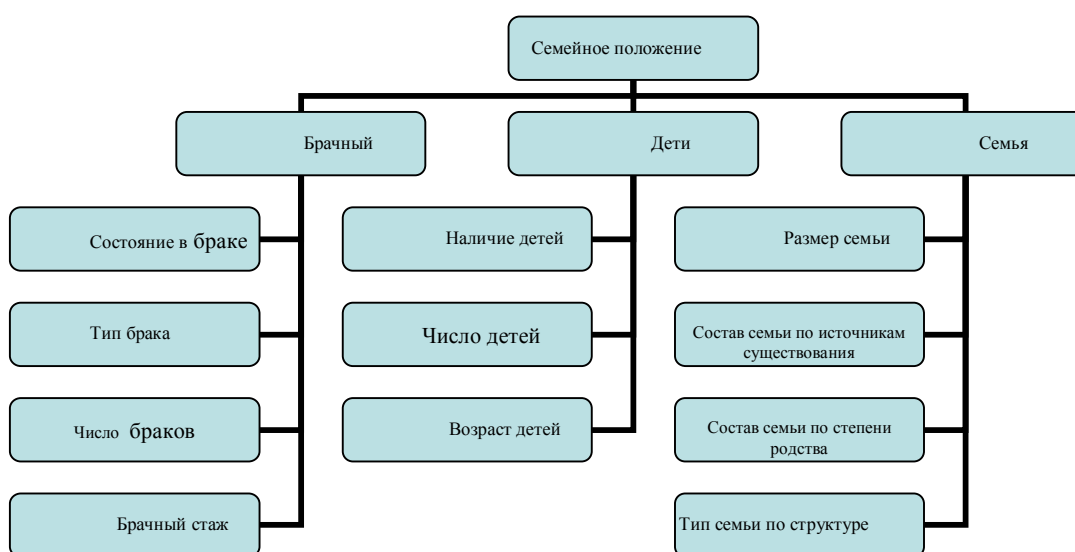 Семейное положение
Брачный
Дети
Семья
Состояние в браке
Наличие детей
Размер семьи
Тип брака
Число детей
Состав семьи по источникам
существования
Число браков
Возраст детей
Состав семьи по степени
родства
Брачный стаж
Тип семьи по структуре